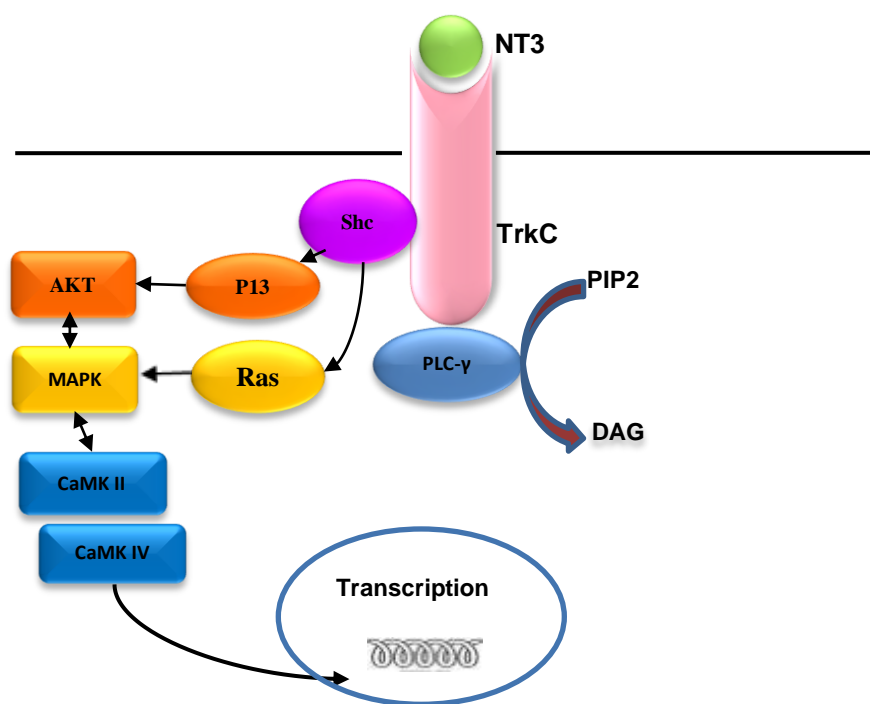 NT3
Shc
TrkC
AKT
P13
PIP2
MAPK
Ras
PLC-γ
DAG
CaMK II
CaMK IV
Transcription